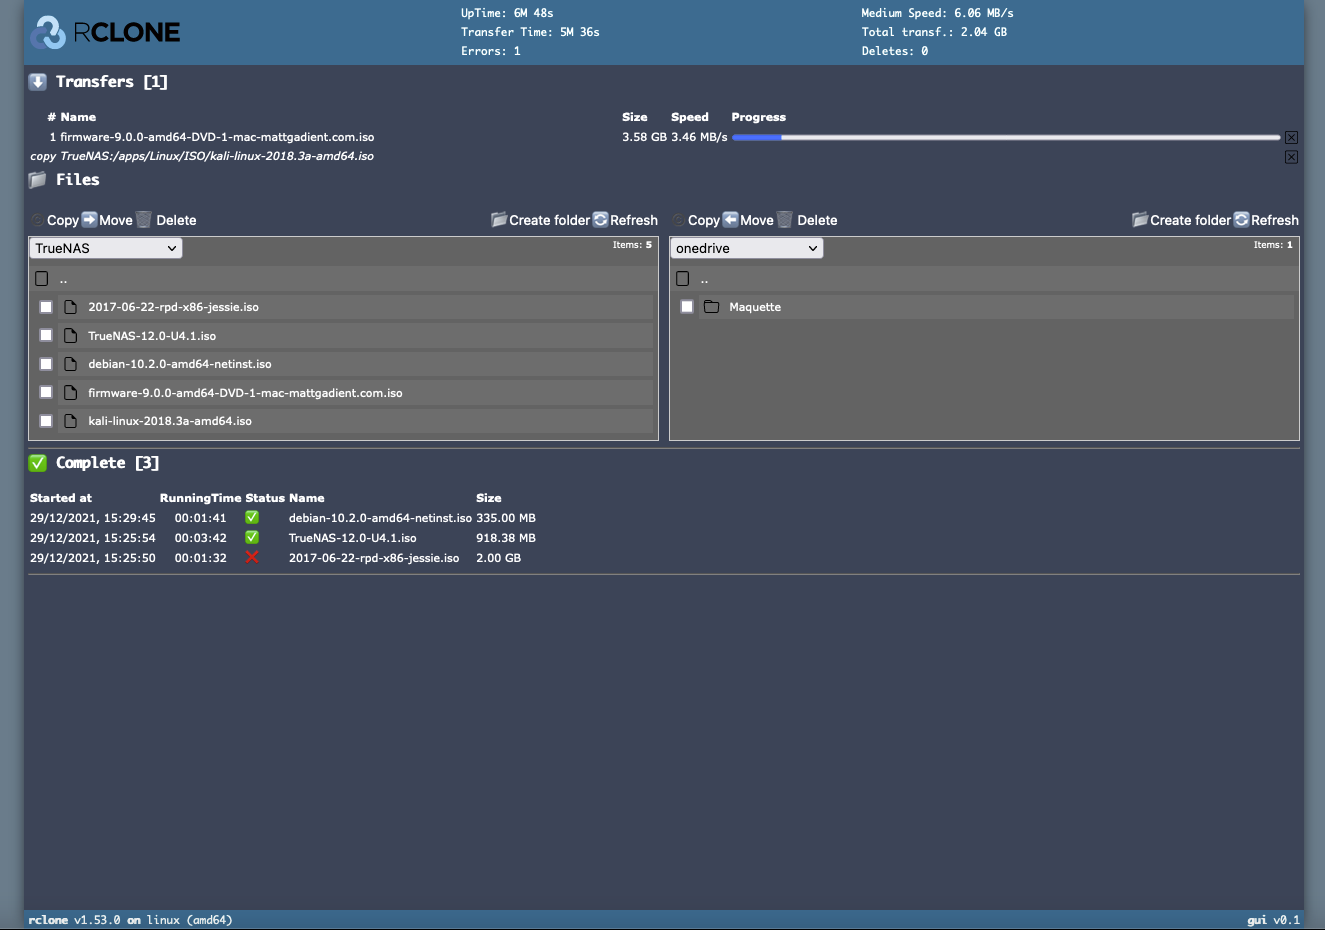 RCLONE
UpTime: 6M 48s
Transfer Time: 5M 36s
Errors: 1
Medium Speed: 6.06 MB/s
Total transf.: 2.04 GB
Deletes: 0
Transfers [1]
# Name Size Speed Progress
1 firmware-9.0.0-amd64-DVD-1-mac-mattgadient.com.iso 3.58 GB 3.46 MB/s
copy TrueNAS:/apps/Linux/ISO/kali-linux-2018.3a-amd64.iso
Files
Copy Move Delete Create folder Refresh
TrueNAS Items: 5
..
2017-06-22-rpd-x86-jessie.iso
TrueNAS-12.0-U4.1.iso
debian-10.2.0-amd64-netinst.iso
firmware-9.0.0-amd64-DVD-1-mac-mattgadient.com.iso
kali-linux-2018.3a-amd64.iso
Copy Move Delete Create folder Refresh
onedrive Items: 1
..
Maquette
Complete [3]
Started at RunningTime Status Name Size
29/12/2021, 15:29:45 00:01:41 debian-10.2.0-amd64-netinst.iso 335.00 MB
29/12/2021, 15:25:54 00:03:42 TrueNAS-12.0-U4.1.iso 918.38 MB
29/12/2021, 15:25:50 00:01:32 2017-06-22-rpd-x86-jessie.iso 2.00 GB
rclone v1.53.0 on linux (amd64)
gui v0.1